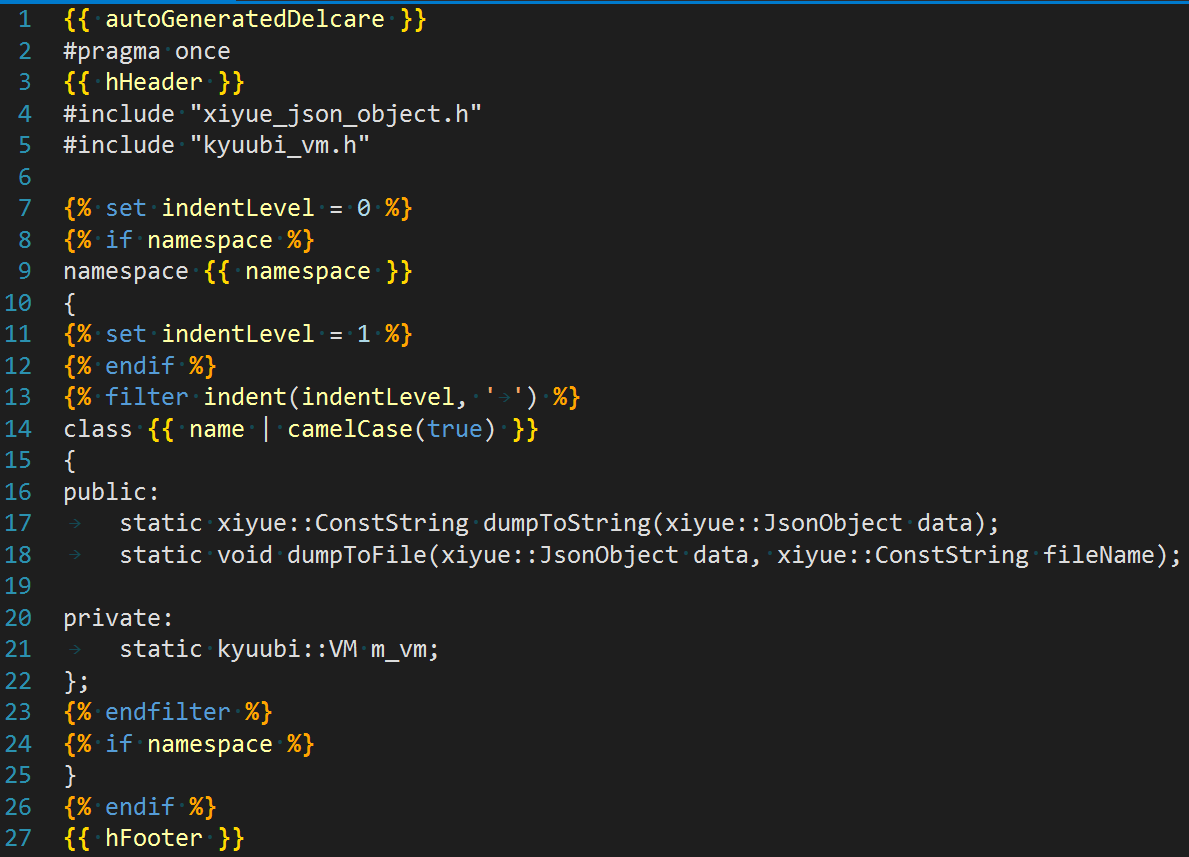 1 {{ autoGeneratedDelcare }}
2 #pragma once
3 {{ hHeader }}
4 #include "xiyue_json_object.h"
5 #include "kyuubi_vm.h"
6
7 {% set indentLevel = 0 %}
8 {% if namespace %}
9 namespace {{ namespace }}
10 {
11 {% set indentLevel = 1 %}
12 {% endif %}
13 {% filter indent(indentLevel, '→') %}
14 class {{ name | camelCase(true) }}
15 {
16 public:
17 → static xiyue::ConstString dumpToString(xiyue::JsonObject data);
18 → static void dumpToFile(xiyue::JsonObject data, xiyue::ConstString fileName);
19
20 private:
21 → static kyuubi::VM m_vm;
22 };
23 {% endfilter %}
24 {% if namespace %}
25 }
26 {% endif %}
27 {{ hFooter }}